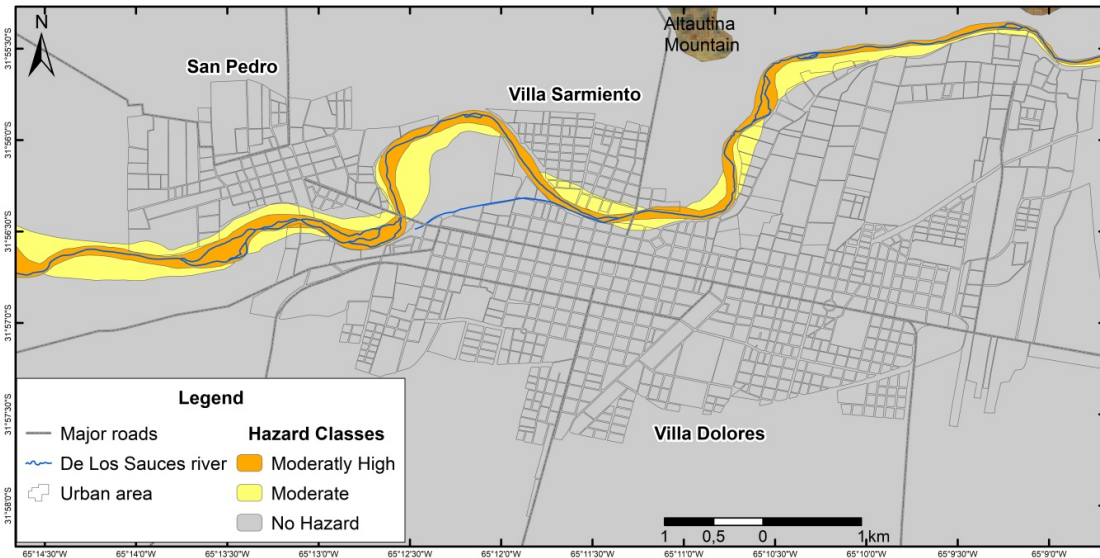 N
Altautina
Mountain
San Pedro
Villa Sarmiento
Villa Dolores
31°55'30"S
31°56'0"S
31°56'30"S
31°57'0"S
31°57'30"S
31°58'0"S
Legend
Major roads
De Los Sauces river
Urban area
Hazard Classes
Moderatly High
Moderate
No Hazard
1 0,5 0 1 km
65°14'30"W 65°14'0"W 65°13'30"W 65°13'0"W 65°12'30"W 65°12'0"W 65°11'30"W 65°11'0"W 65°10'30"W 65°10'0"W 65°9'30"W 65°9'0"W